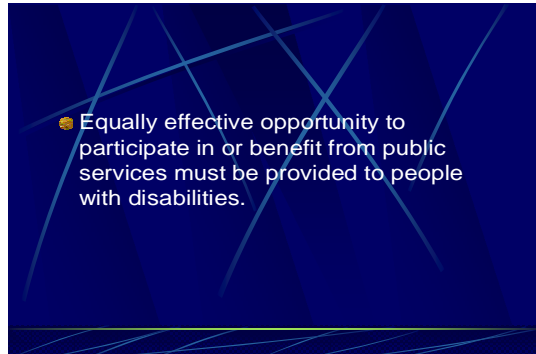 Equally effective opportunity to
participate in or benefit from public
services must be provided to people
with disabilities.